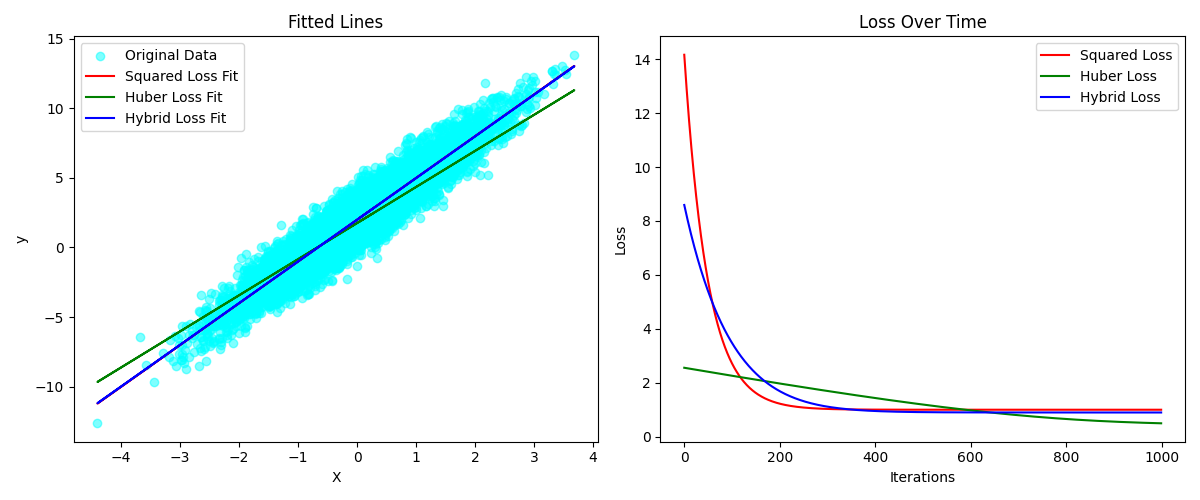 Fitted Lines
Original Data
Squared Loss Fit
Huber Loss Fit
Hybrid Loss Fit
15
10
5
0
−5
−10
y
−4
−3
−2
−1
0
1
2
3
4
X
Loss Over Time
Squared Loss
Huber Loss
Hybrid Loss
14
12
10
8
6
4
2
0
Loss
0
200
400
600
800
1000
Iterations